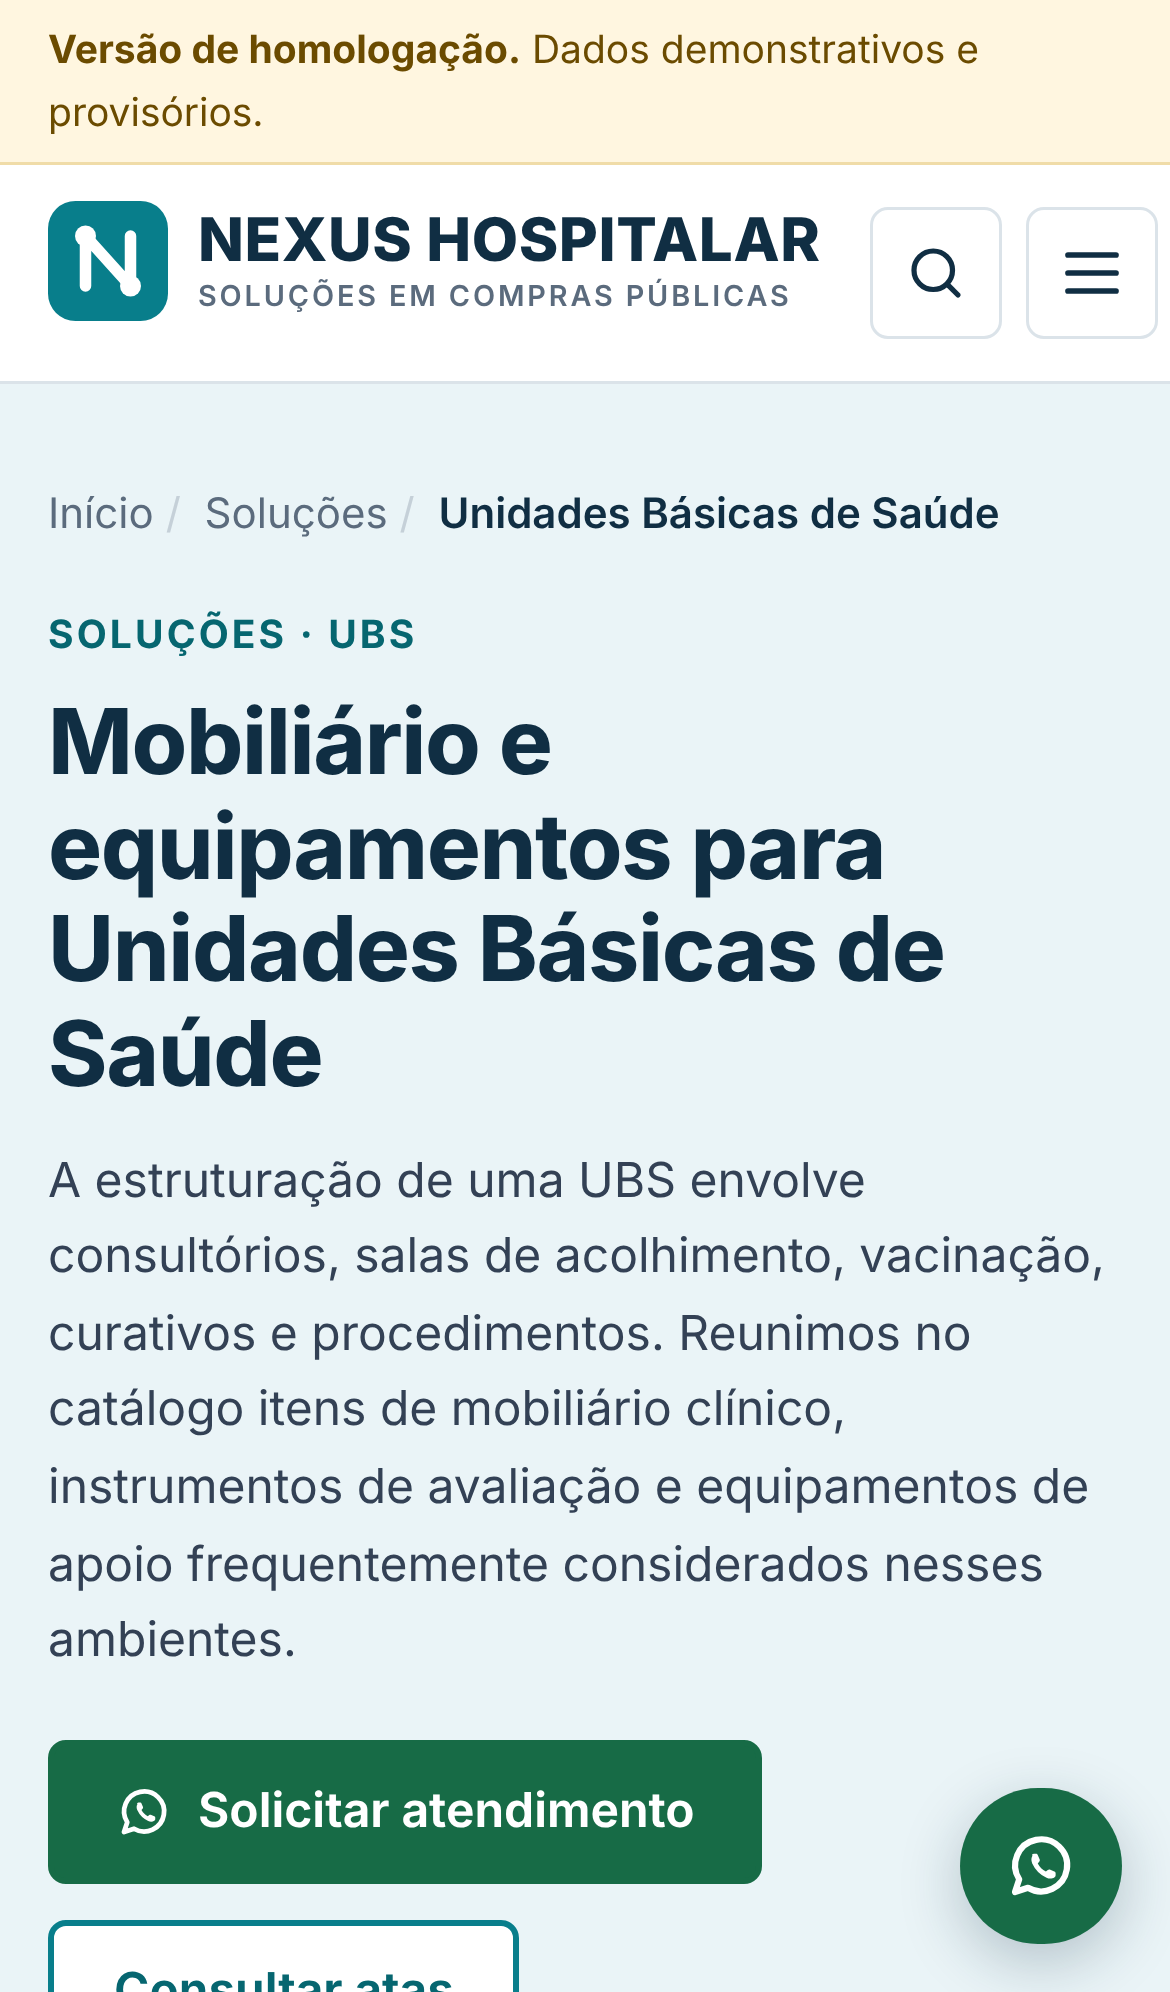 Versão de homologação. Dados demonstrativos e
provisórios.
NEXUS HOSPITALAR
SOLUÇÕES EM COMPRAS PÚBLICAS
Início / Soluções / Unidades Básicas de Saúde
SOLUÇÕES · UBS
Mobiliário e
equipamentos para
Unidades Básicas de
Saúde
A estruturação de uma UBS envolve
consultórios, salas de acolhimento, vacinação,
curativos e procedimentos. Reunimos no
catálogo itens de mobiliário clínico,
instrumentos de avaliação e equipamentos de
apoio frequentemente considerados nesses
ambientes.
Solicitar atendimento
Consultar atas